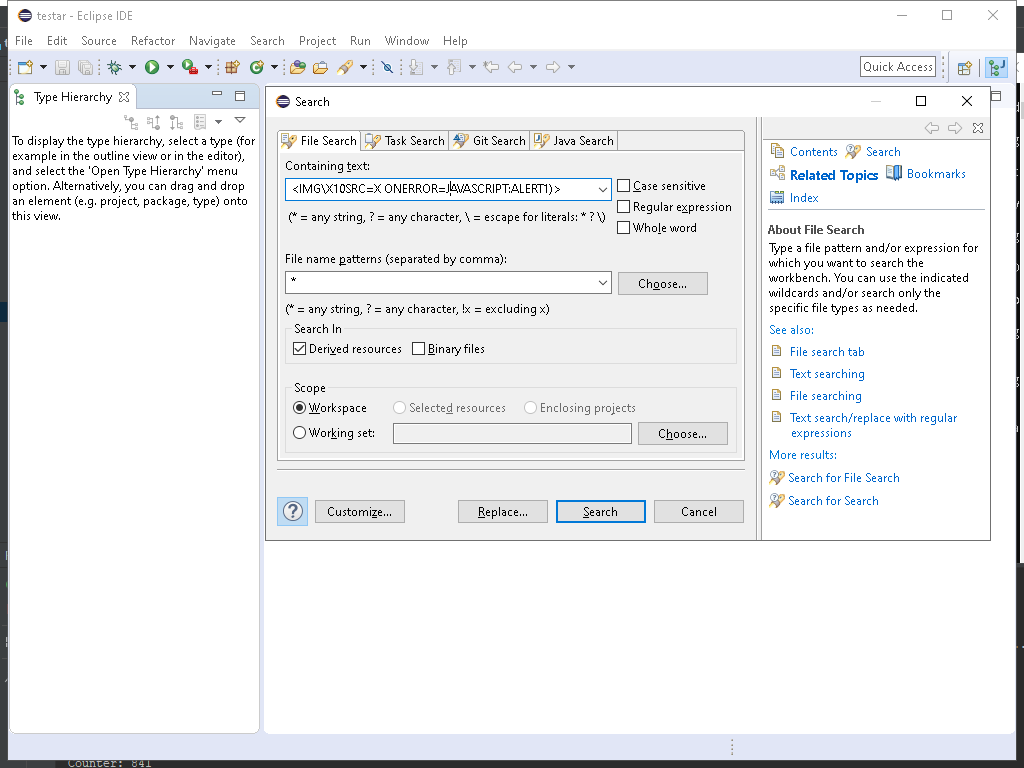 testar - Eclipse IDE
File Edit Source Refactor Navigate Search Project Run Window Help
Quick Access
Type Hierarchy
To display the type hierarchy, select a type (for
example in the outline view or in the editor),
and select the 'Open Type Hierarchy' menu
option. Alternatively, you can drag and drop
an element (e.g. project, package, type) onto
this view.
Search
File Search Task Search Git Search Java Search
Containing text:
<IMG\X10SRC=X ONERROR=JAVASCRIPT:ALERT1)>
Case sensitive
(* = any string, ? = any character, \ = escape for literals: * ? \)
Regular expression
Whole word
File name patterns (separated by comma):
*
Choose...
(* = any string, ? = any character, !x = excluding x)
Search In
Derived resources Binary files
Scope
Workspace Selected resources Enclosing projects
Working set:
Choose...
Customize... Replace... Search Cancel
Contents Search
Related Topics Bookmarks
Index
About File Search
Type a file pattern and/or expression for
which you want to search the
workbench. You can use the indicated
wildcards and/or search only the
specific file types as needed.
See also:
File search tab
Text searching
File searching
Text search/replace with regular
expressions
More results:
Search for File Search
Search for Search
Counter: 841